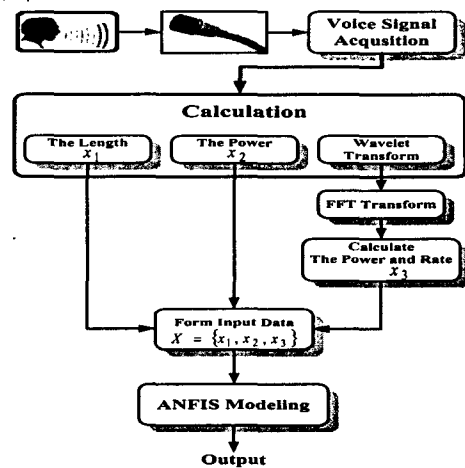 Voice Signal
Acqusition
Calculation
The Length
x1
The Power
x2
Wavelet
Transform
FFT Transform
Calculate
The Power and Rate
x3
Form Input Data
X = {x1, x2, x3}
ANFIS Modeling
Output